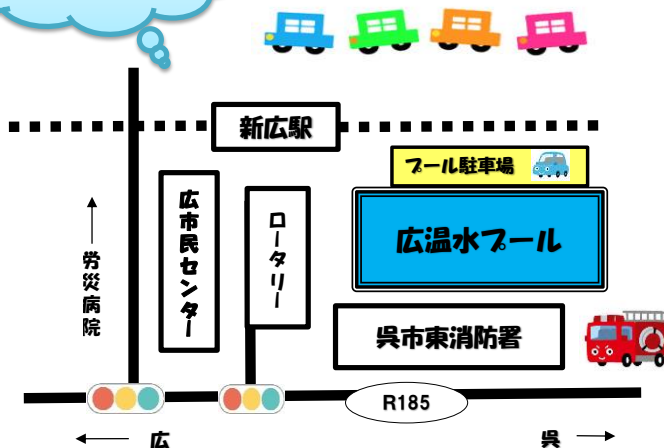 新広駅
プール駐車場
広温水プール
広市民センター
ロータリー
労災病院
呉市東消防署
R185
広
呉